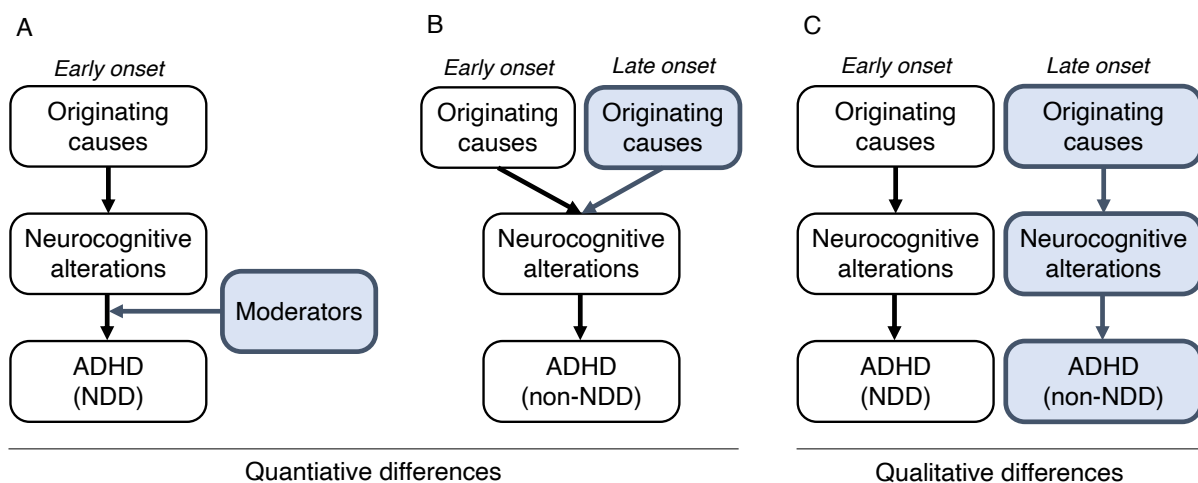 A
Early onset
Originating
causes
Neurocognitive
alterations
Moderators
ADHD
(NDD)
B
Early onset
Late onset
Originating
causes
Originating
causes
Neurocognitive
alterations
ADHD
(non-NDD)
Quantiative differences
C
Early onset
Late onset
Originating
causes
Originating
causes
Neurocognitive
alterations
Neurocognitive
alterations
ADHD
(NDD)
ADHD
(non-NDD)
Qualitative differences